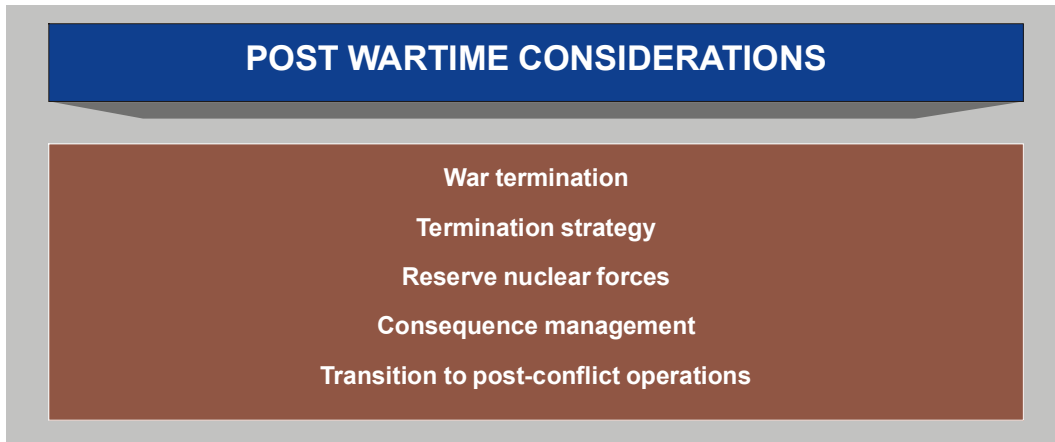 POST WARTIME CONSIDERATIONS
War termination
Termination strategy
Reserve nuclear forces
Consequence management
Transition to post-conflict operations